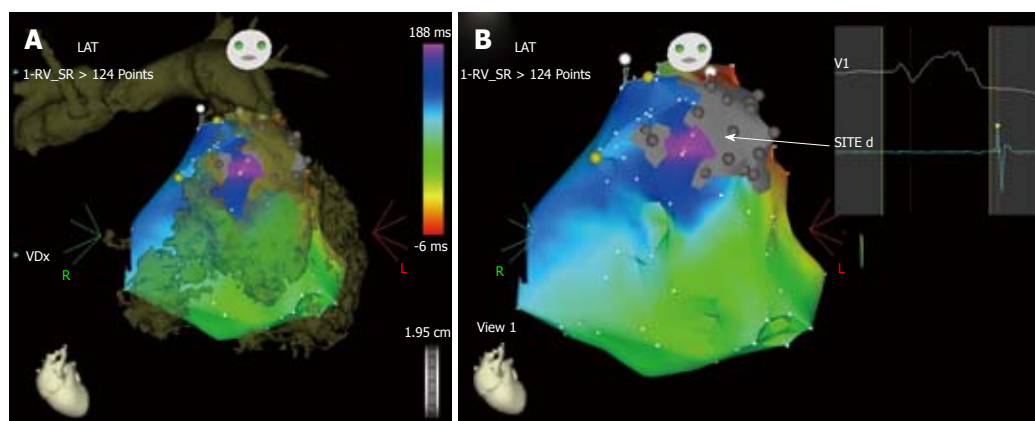 A
LAT
1-RV_SR > 124 Points
188 ms
-6 ms
VDx
R
L
1.95 cm
B
LAT
1-RV_SR > 124 Points
V1
SITE d
R
L
View 1